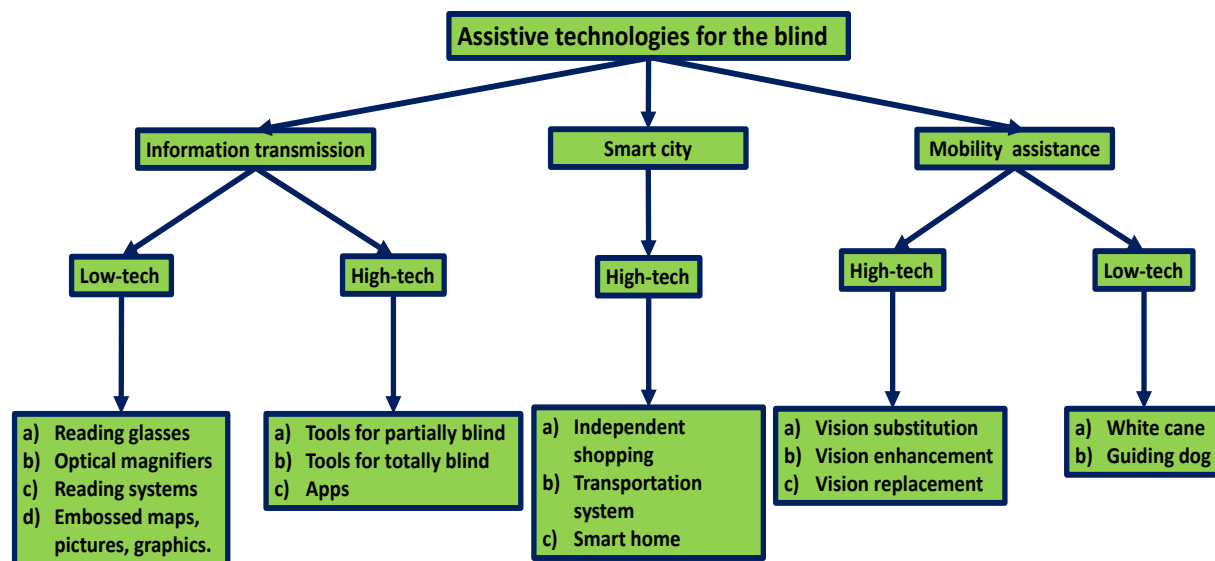 Assistive technologies for the blind
Information transmission
Smart city
Mobility assistance
Low-tech
High-tech
High-tech
High-tech
Low-tech
a) Reading glasses
b) Optical magnifiers
c) Reading systems
d) Embossed maps,
pictures, graphics.
a) Tools for partially blind
b) Tools for totally blind
c) Apps
a) Independent
shopping
b) Transportation
system
c) Smart home
a) Vision substitution
b) Vision enhancement
c) Vision replacement
a) White cane
b) Guiding dog